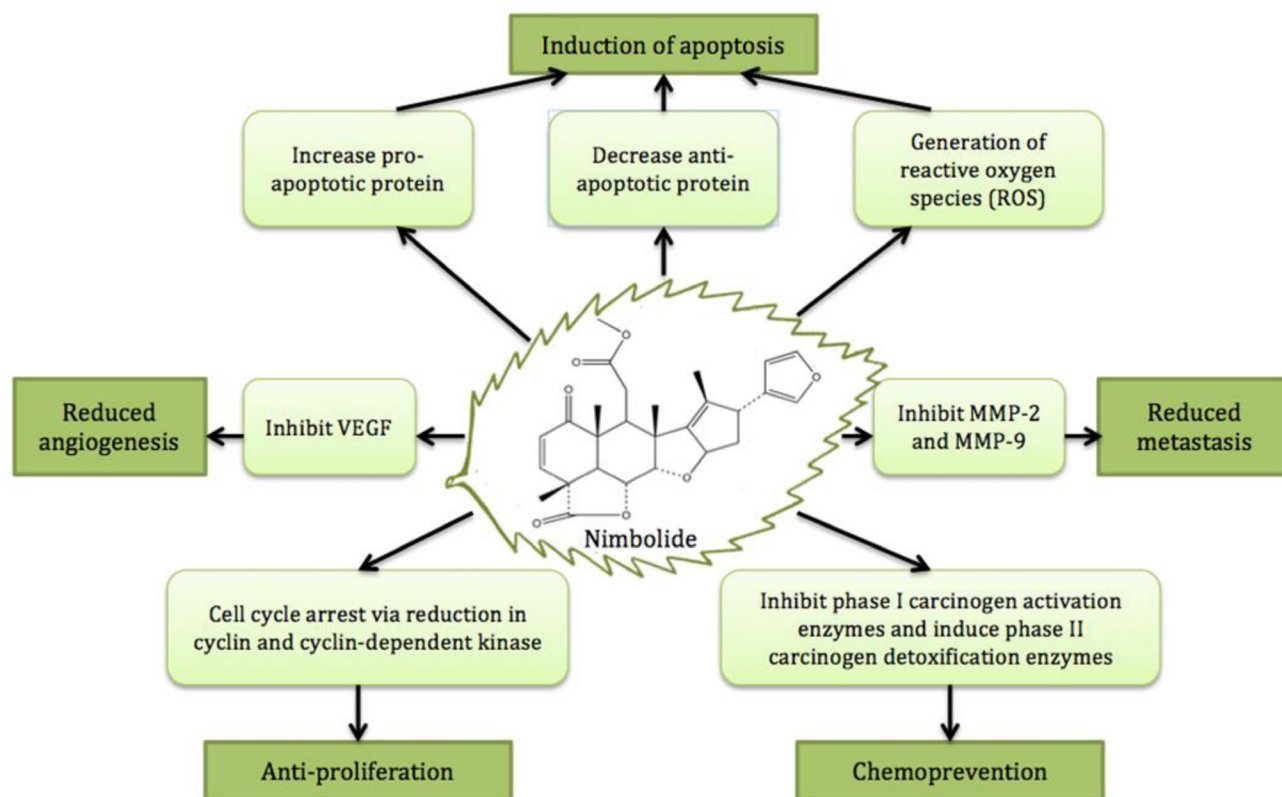 Induction of apoptosis
Increase pro-
apoptotic protein
Decrease anti-
apoptotic protein
Generation of
reactive oxygen
species (ROS)
Reduced
angiogenesis
Inhibit VEGF
O
O
O
O
O
O
O
Nimbolide
Inhibit MMP-2
and MMP-9
Reduced
metastasis
Cell cycle arrest via reduction in
cyclin and cyclin-dependent kinase
Inhibit phase I carcinogen activation
enzymes and induce phase II
carcinogen detoxification enzymes
Anti-proliferation
Chemoprevention